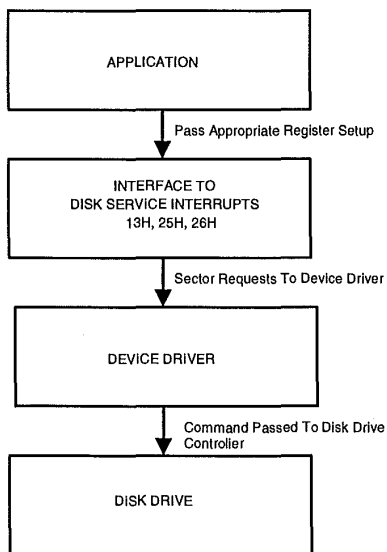 APPLICATION
Pass Appropriate Register Setup
INTERFACE TO
DISK SERVICE INTERRUPTS
13H, 25H, 26H
Sector Requests To Device Driver
DEVICE DRIVER
Command Passed To Disk Drive
Controller
DISK DRIVE